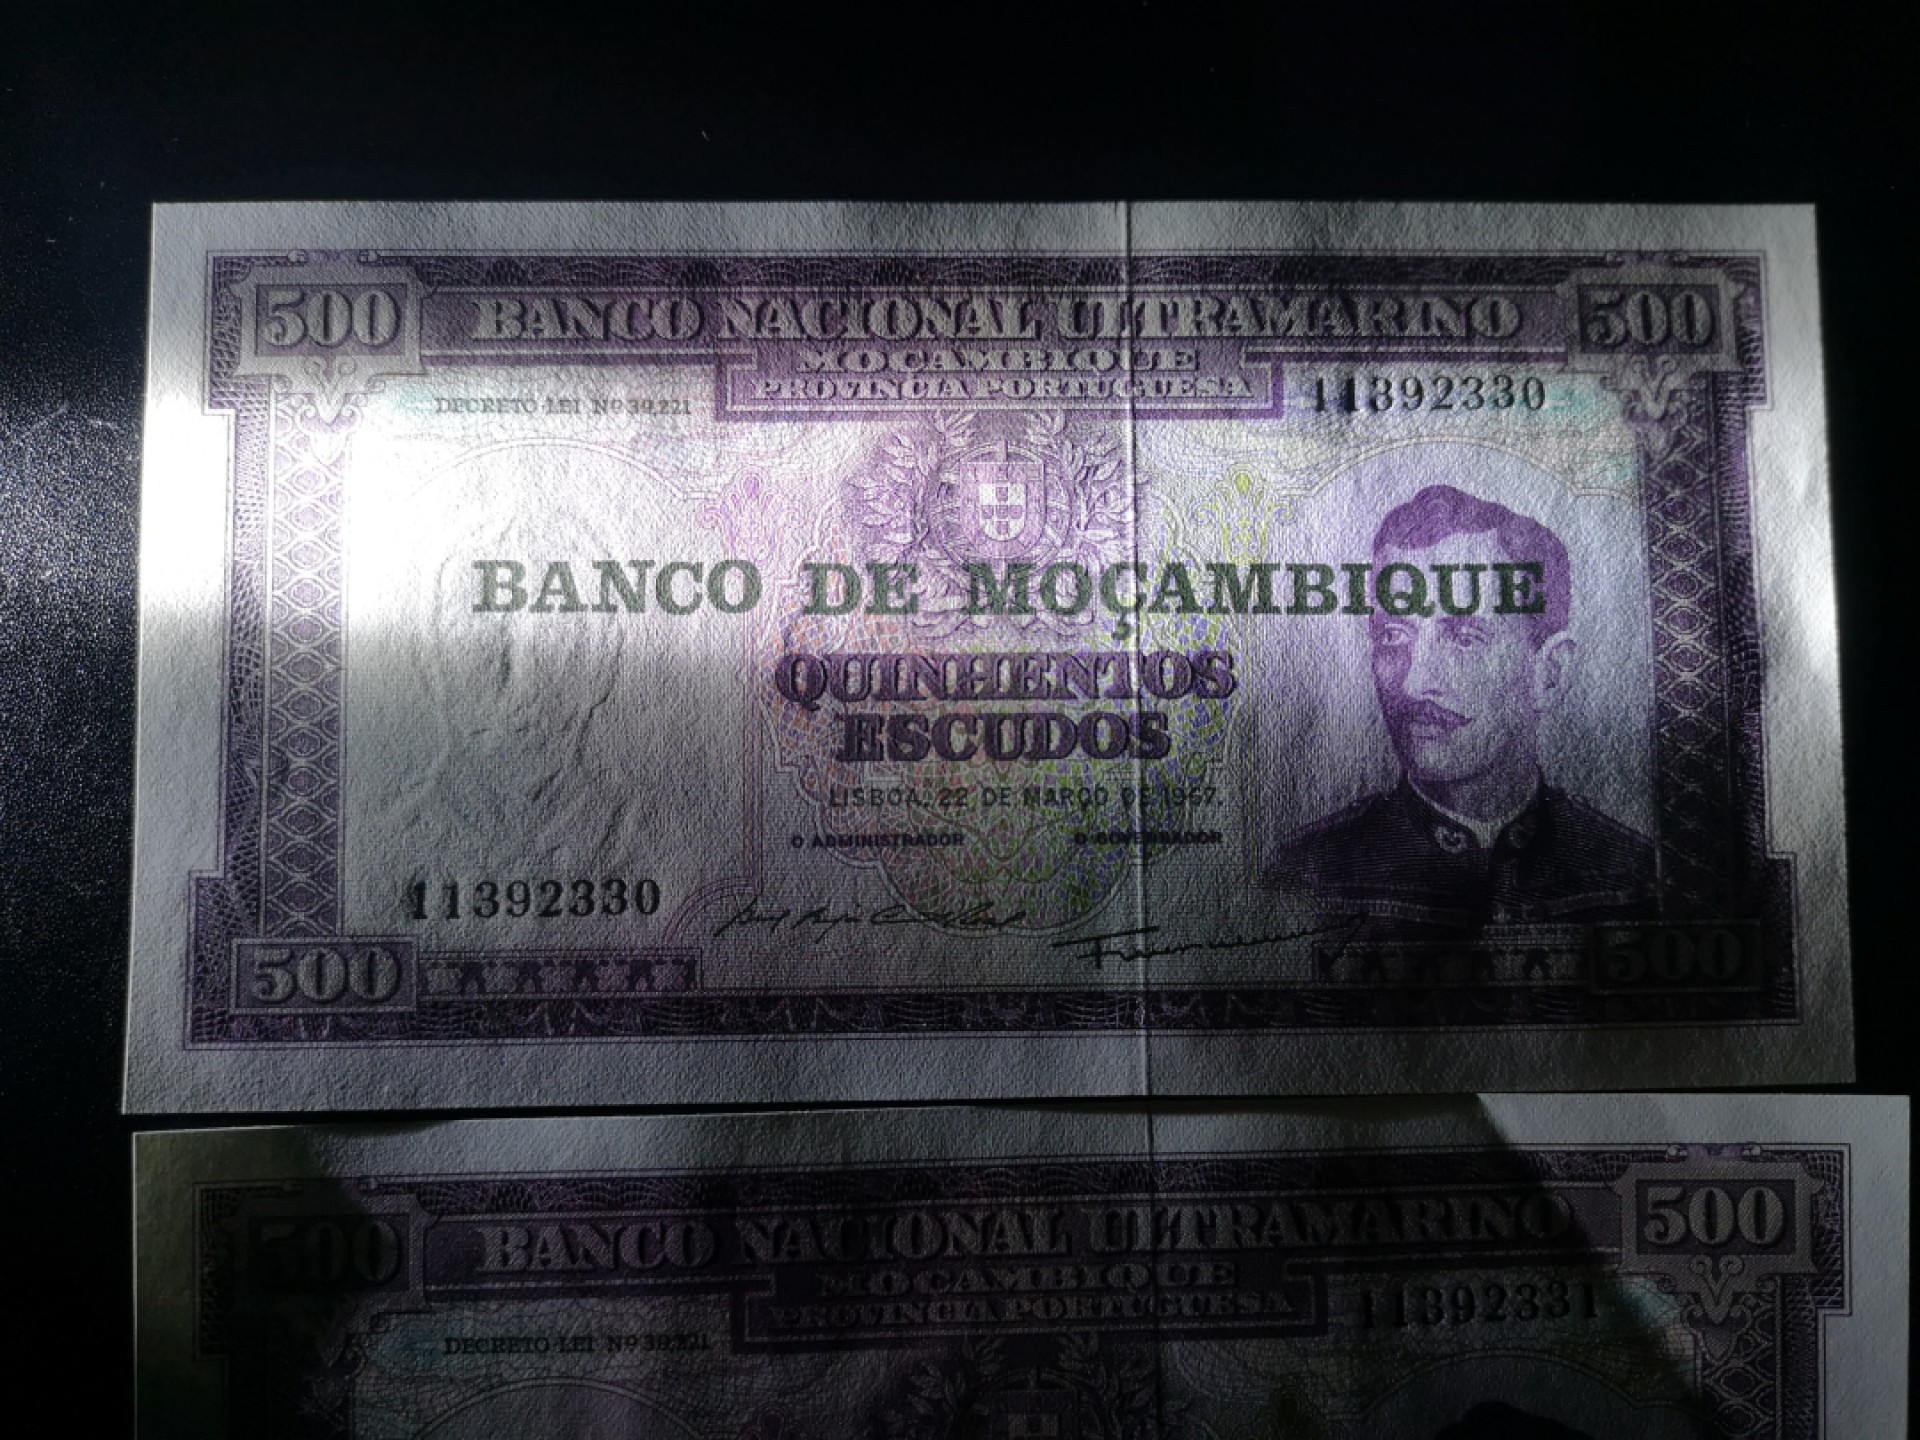 500 BANCO NACIONAL ULTRAMARINO 500
MOÇAMBIQUE
PROVINCIA PORTUGUESA
DECRETO-LEI Nº 39,221
11392330
BANCO DE MOÇAMBIQUE
QUINHENTOS
ESCUDOS
LISBOA, 22 DE MARÇO DE 1967.
O ADMINISTRADOR O GOVERNADOR
11392330
500 500
500 BANCO NACIONAL ULTRAMARINO 500
MOÇAMBIQUE
PROVINCIA PORTUGUESA
11392331
DECRETO-LEI Nº 39,221